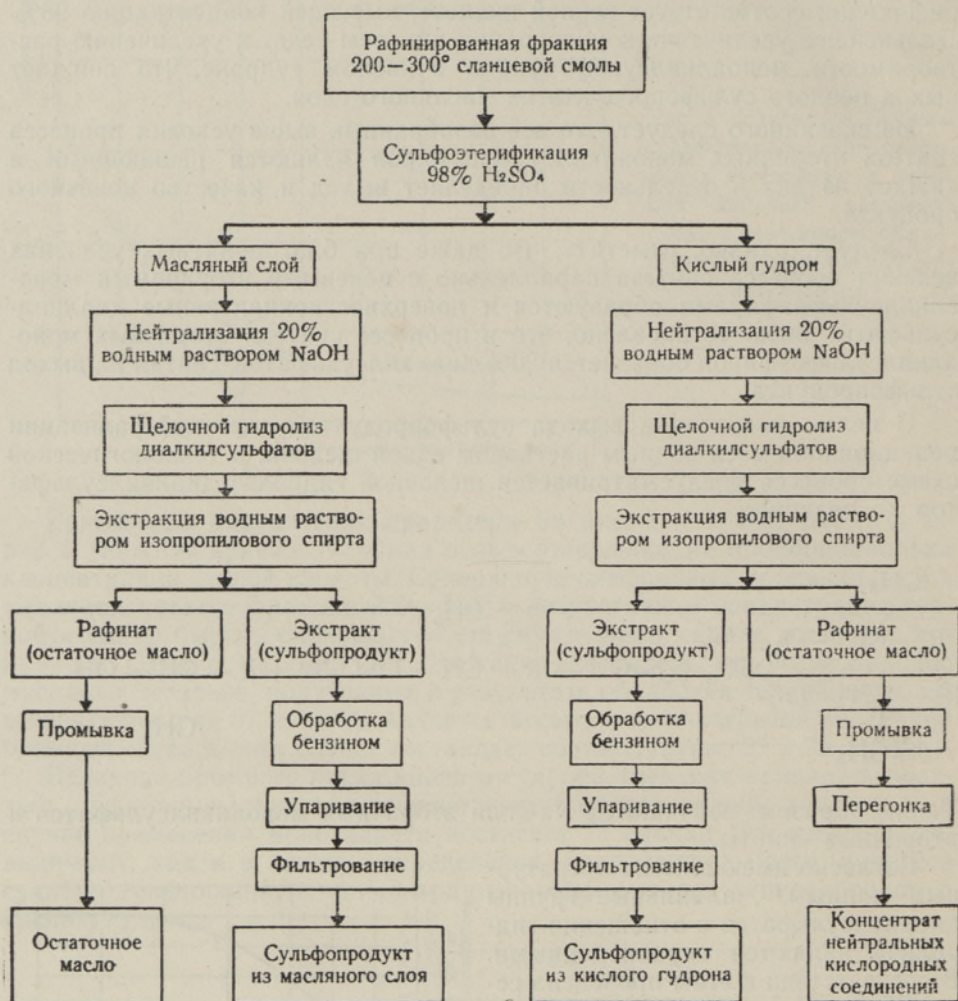 Рафинированная фракция
200—300° сланцевой смолы
Сульфоэтерификация
98% H₂SO₄
Масляный слой
Кислый гудрон
Нейтрализация 20%
водным раствором NaOH
Нейтрализация 20%
водным раствором NaOH
Щелочной гидролиз
диалкилсульфатов
Щелочной гидролиз
диалкилсульфатов
Экстракция водным раство-
ром изопропилового спирта
Экстракция водным раство-
ром изопропилового спирта
Рафинат
(остаточное масло)
Экстракт
(сульфопродукт)
Экстракт
(сульфопродукт)
Рафинат
(остаточное масло)
Промывка
Обработка
бензином
Обработка
бензином
Промывка
Упаривание
Упаривание
Перегонка
Фильтрование
Фильтрование
Остаточное
масло
Сульфопродукт
из масляного слоя
Сульфопродукт
из кислого гудрона
Концентрат
нейтральных
кислородных
соединений